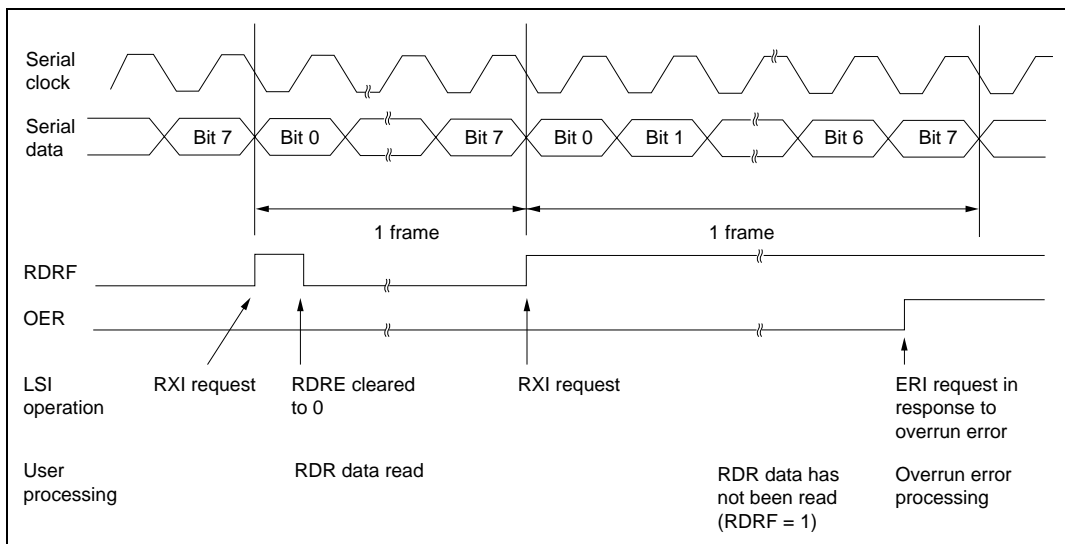 Serial
clock
Serial
data
Bit 7
Bit 0
Bit 7
Bit 0
Bit 1
Bit 6
Bit 7
1 frame
1 frame
RDRF
OER
LSI
operation
RXI request
RDRE cleared
to 0
RXI request
ERI request in
response to
overrun error
User
processing
RDR data read
RDR data has
not been read
(RDRF = 1)
Overrun error
processing